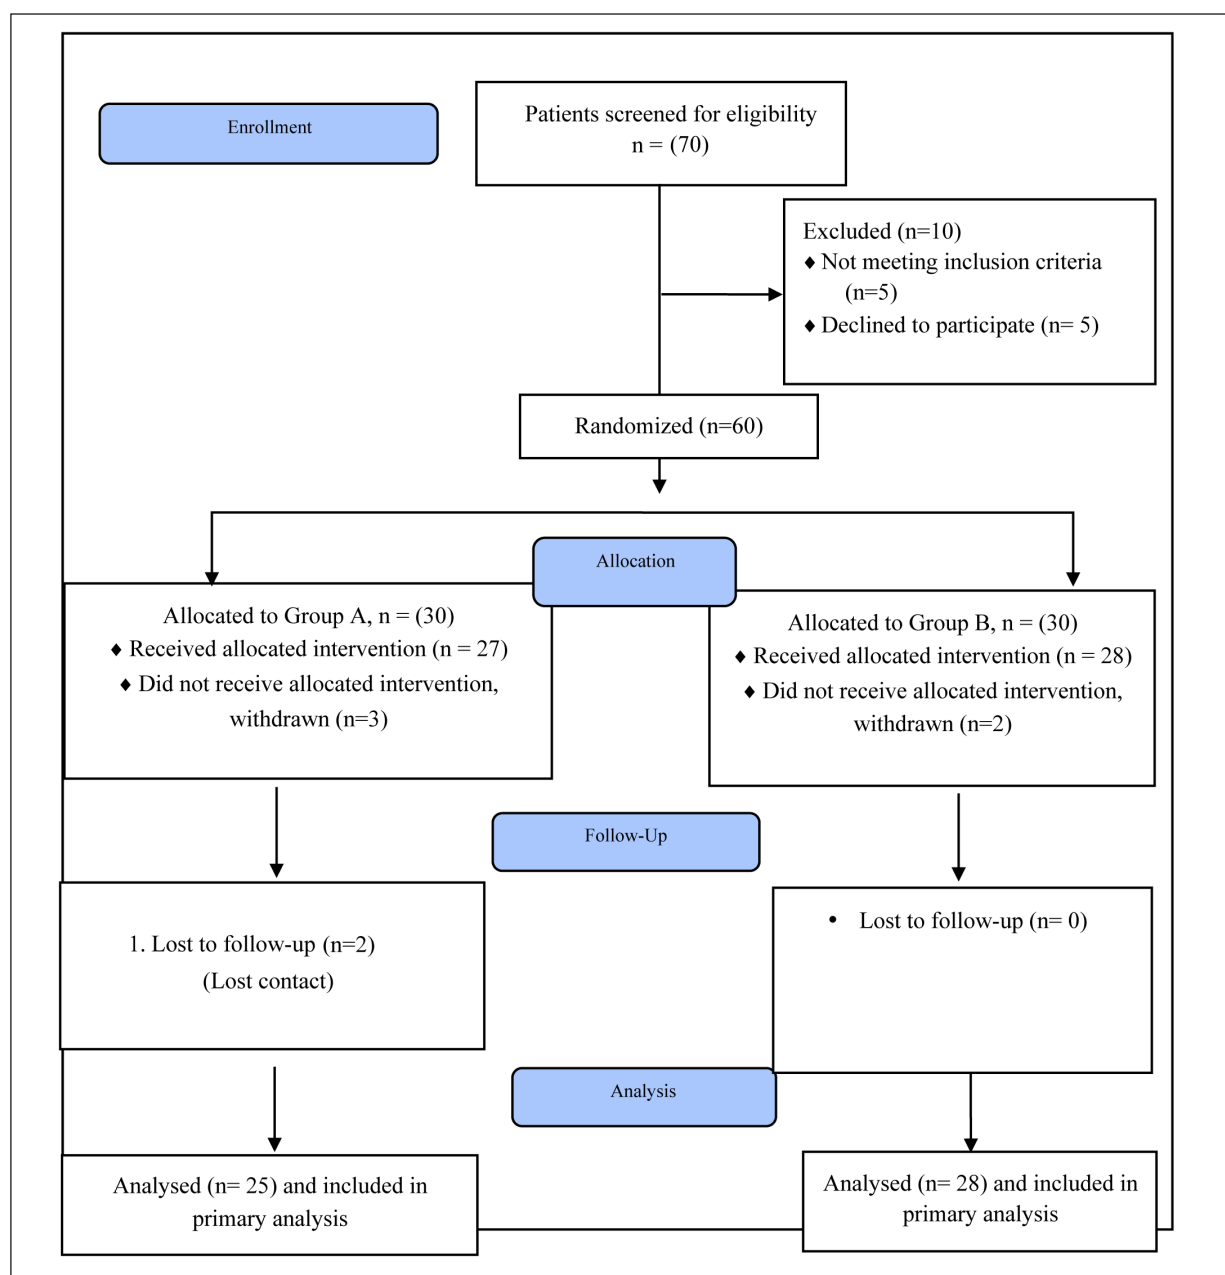 Enrollment
Patients screened for eligibility
n = (70)
Excluded (n=10)
♦ Not meeting inclusion criteria
(n=5)
♦ Declined to participate (n= 5)
Randomized (n=60)
Allocation
Allocated to Group A, n = (30)
♦ Received allocated intervention (n = 27)
♦ Did not receive allocated intervention,
withdrawn (n=3)
Allocated to Group B, n = (30)
♦ Received allocated intervention (n = 28)
♦ Did not receive allocated intervention,
withdrawn (n=2)
Follow-Up
1. Lost to follow-up (n=2)
(Lost contact)
• Lost to follow-up (n= 0)
Analysis
Analysed (n= 25) and included in
primary analysis
Analysed (n= 28) and included in
primary analysis